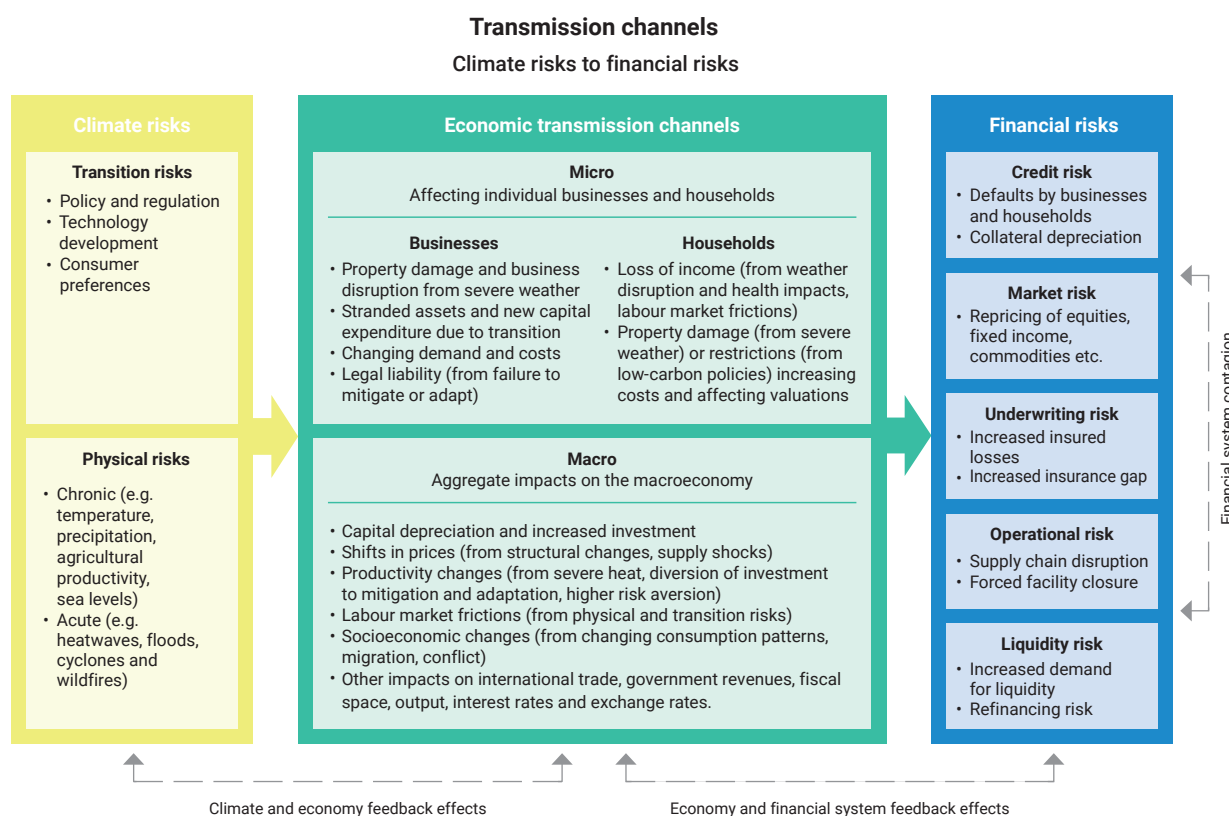 Transmission channels
Climate risks to financial risks
Climate risks
Transition risks
• Policy and regulation
• Technology
development
• Consumer
preferences
Physical risks
• Chronic (e.g.
temperature,
precipitation,
agricultural
productivity,
sea levels)
• Acute (e.g.
heatwaves, floods,
cyclones and
wildfires)
Economic transmission channels
Micro
Affecting individual businesses and households
Businesses
• Property damage and business
disruption from severe weather
• Stranded assets and new capital
expenditure due to transition
• Changing demand and costs
• Legal liability (from failure to
mitigate or adapt)
Households
• Loss of income (from weather
disruption and health impacts,
labour market frictions)
• Property damage (from severe
weather) or restrictions (from
low-carbon policies) increasing
costs and affecting valuations
Macro
Aggregate impacts on the macroeconomy
• Capital depreciation and increased investment
• Shifts in prices (from structural changes, supply shocks)
• Productivity changes (from severe heat, diversion of investment
to mitigation and adaptation, higher risk aversion)
• Labour market frictions (from physical and transition risks)
• Socioeconomic changes (from changing consumption patterns,
migration, conflict)
• Other impacts on international trade, government revenues, fiscal
space, output, interest rates and exchange rates.
Financial risks
Credit risk
• Defaults by businesses
and households
• Collateral depreciation
Market risk
• Repricing of equities,
fixed income,
commodities etc.
Underwriting risk
• Increased insured
losses
• Increased insurance gap
Operational risk
• Supply chain disruption
• Forced facility closure
Liquidity risk
• Increased demand
for liquidity
• Refinancing risk
Financial system contagion
Climate and economy feedback effects
Economy and financial system feedback effects